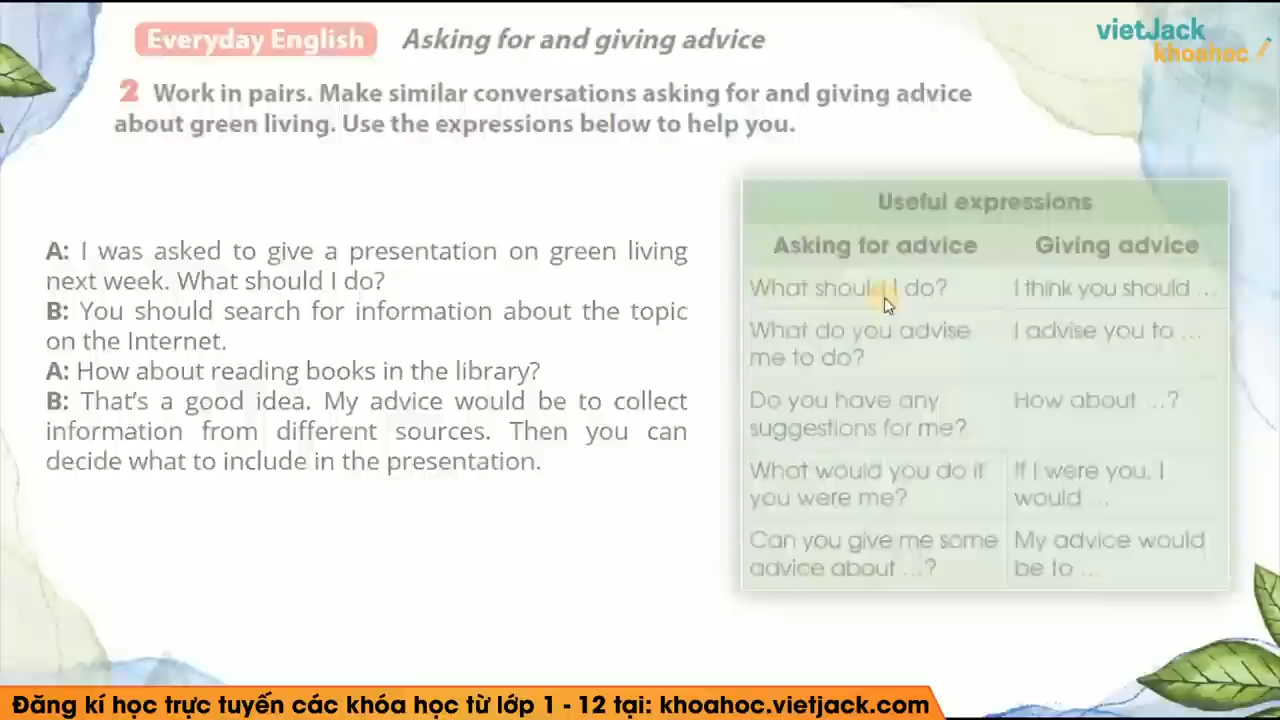 Everyday English Asking for and giving advice
vietJack
khoahoc
2 Work in pairs. Make similar conversations asking for and giving advice
about green living. Use the expressions below to help you.
A: I was asked to give a presentation on green living
next week. What should I do?
B: You should search for information about the topic
on the Internet.
A: How about reading books in the library?
B: That's a good idea. My advice would be to collect
information from different sources. Then you can
decide what to include in the presentation.
Useful expressions
Asking for advice Giving advice
What should I do? I think you should ...
What do you advise
me to do?
I advise you to ...
Do you have any
suggestions for me?
How about ...?
What would you do if
you were me?
If I were you, I
would ...
Can you give me some
advice about ...?
My advice would
be to ...
Đăng kí học trực tuyến các khóa học từ lớp 1 - 12 tại: khoahoc.vietjack.com